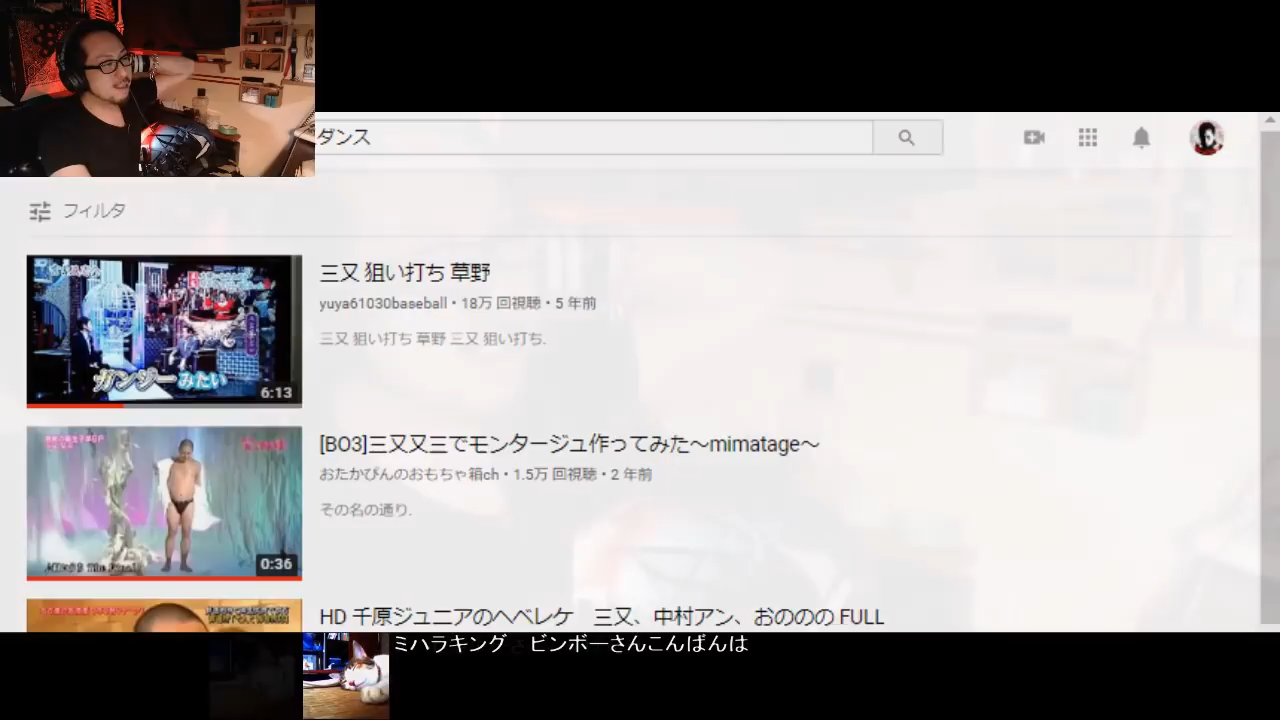 ダンス
フィルタ
三又 狙い打ち 草野
yuya61030baseball・18万 回視聴・5 年前
三又 狙い打ち 草野 三又 狙い打ち.
ガンジーみたい
6:13
[BO3]三又又三でモンタージュ作ってみた〜mimatage〜
おたかぴんのおもちゃ箱ch・1.5万 回視聴・2 年前
その名の通り.
0:36
HD 千原ジュニアのヘベレケ 三又、中村アン、おののの FULL
ミハラキング ビンボーさんこんばんは